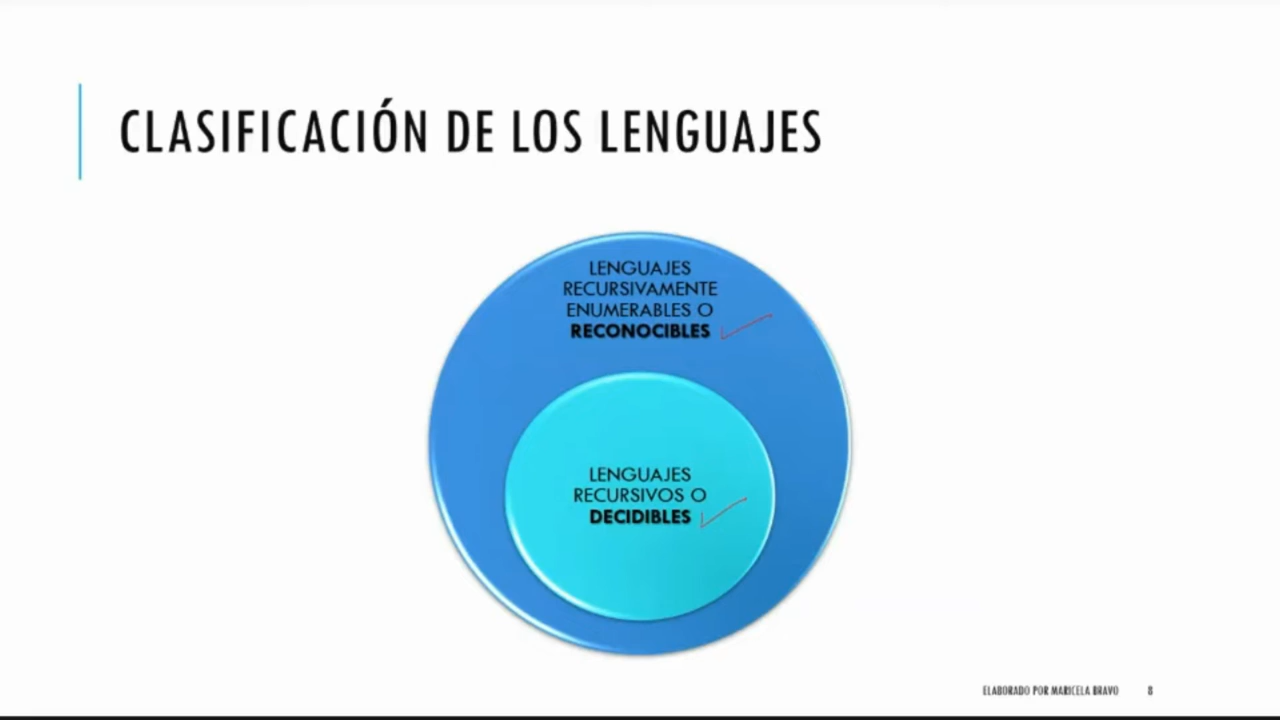 CLASIFICACIÓN DE LOS LENGUAJES
LENGUAJES
RECURSIVAMENTE
ENUMERABLES O
RECONOCIBLES
LENGUAJES
RECURSIVOS O
DECIDIBLES
ELABORADO POR MARICELA BRAVO 8